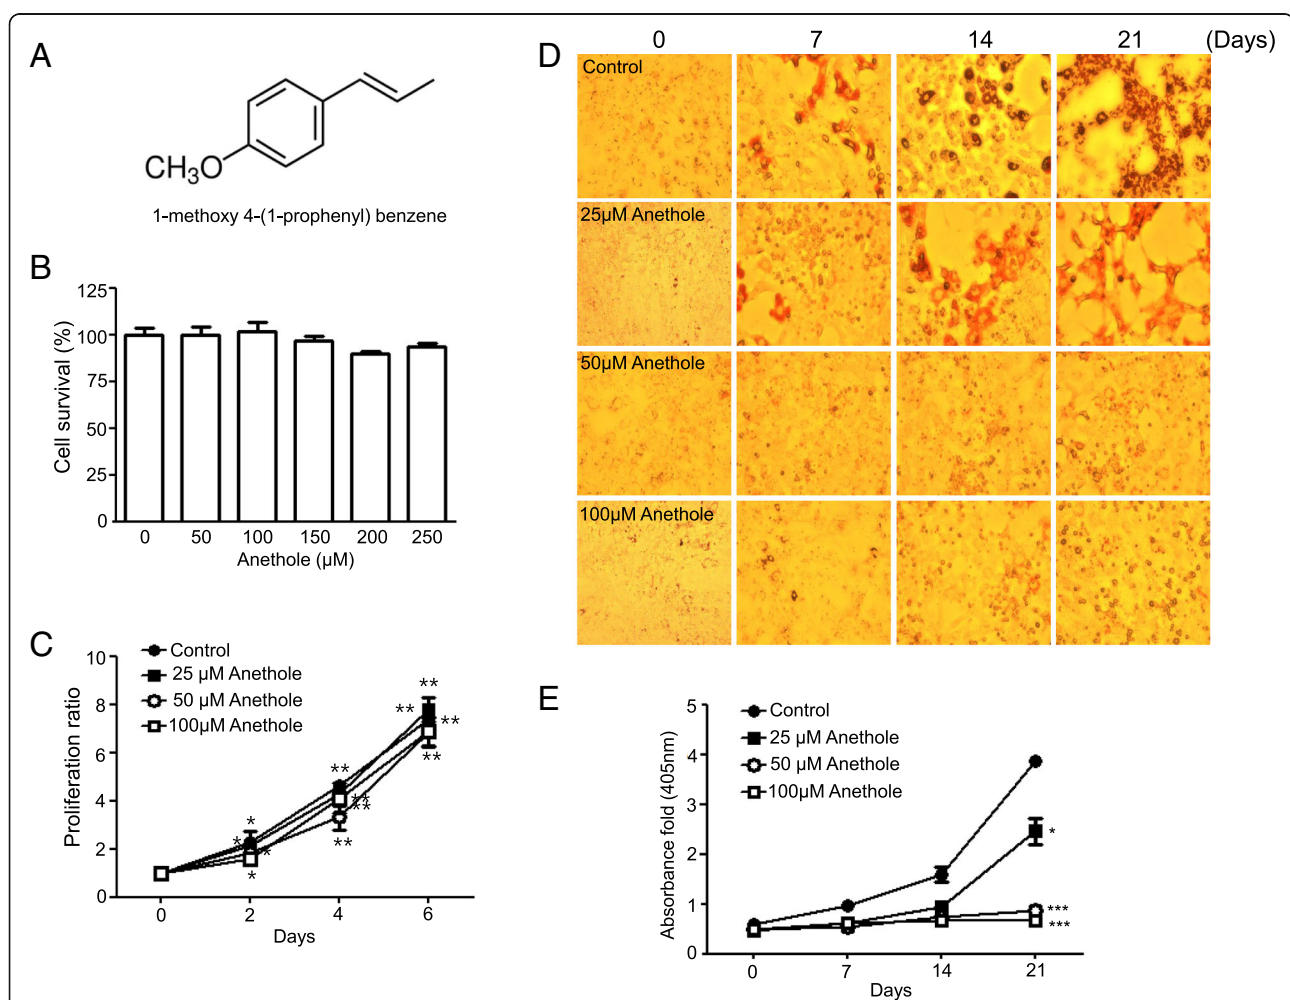 A
CH3O
1-methoxy 4-(1-prophenyl) benzene
B
Cell survival (%)
125
100
75
50
25
0
0 50 100 150 200 250
Anethole (µM)
C
Proliferation ratio
Control
25 µM Anethole
50 µM Anethole
100µM Anethole
10
8
6
4
2
0
**
** **
**
**
**
**
**
*
*
*
*
0 2 4 6
Days
D
0 7 14 21 (Days)
Control
25µM Anethole
50µM Anethole
100µM Anethole
E
Absorbance fold (405nm)
Control
25 µM Anethole
50 µM Anethole
100µM Anethole
5
4
3
2
1
0
*
***
***
0 7 14 21
Days